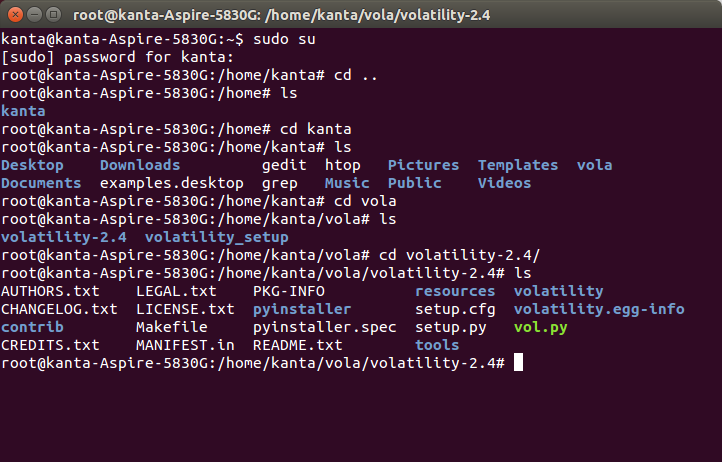 root@kanta-Aspire-5830G: /home/kanta/vola/volatility-2.4
kanta@kanta-Aspire-5830G:~$ sudo su
[sudo] password for kanta:
root@kanta-Aspire-5830G:/home/kanta# cd ..
root@kanta-Aspire-5830G:/home# ls
kanta
root@kanta-Aspire-5830G:/home# cd kanta
root@kanta-Aspire-5830G:/home/kanta# ls
Desktop    Downloads         gedit  htop   Pictures  Templates  vola
Documents  examples.desktop  grep   Music  Public    Videos
root@kanta-Aspire-5830G:/home/kanta# cd vola
root@kanta-Aspire-5830G:/home/kanta/vola# ls
volatility-2.4  volatility_setup
root@kanta-Aspire-5830G:/home/kanta/vola# cd volatility-2.4/
root@kanta-Aspire-5830G:/home/kanta/vola/volatility-2.4# ls
AUTHORS.txt    LEGAL.txt    PKG-INFO          resources  volatility
CHANGELOG.txt  LICENSE.txt  pyinstaller       setup.cfg  volatility.egg-info
contrib        Makefile     pyinstaller.spec  setup.py   vol.py
CREDITS.txt    MANIFEST.in  README.txt        tools
root@kanta-Aspire-5830G:/home/kanta/vola/volatility-2.4#